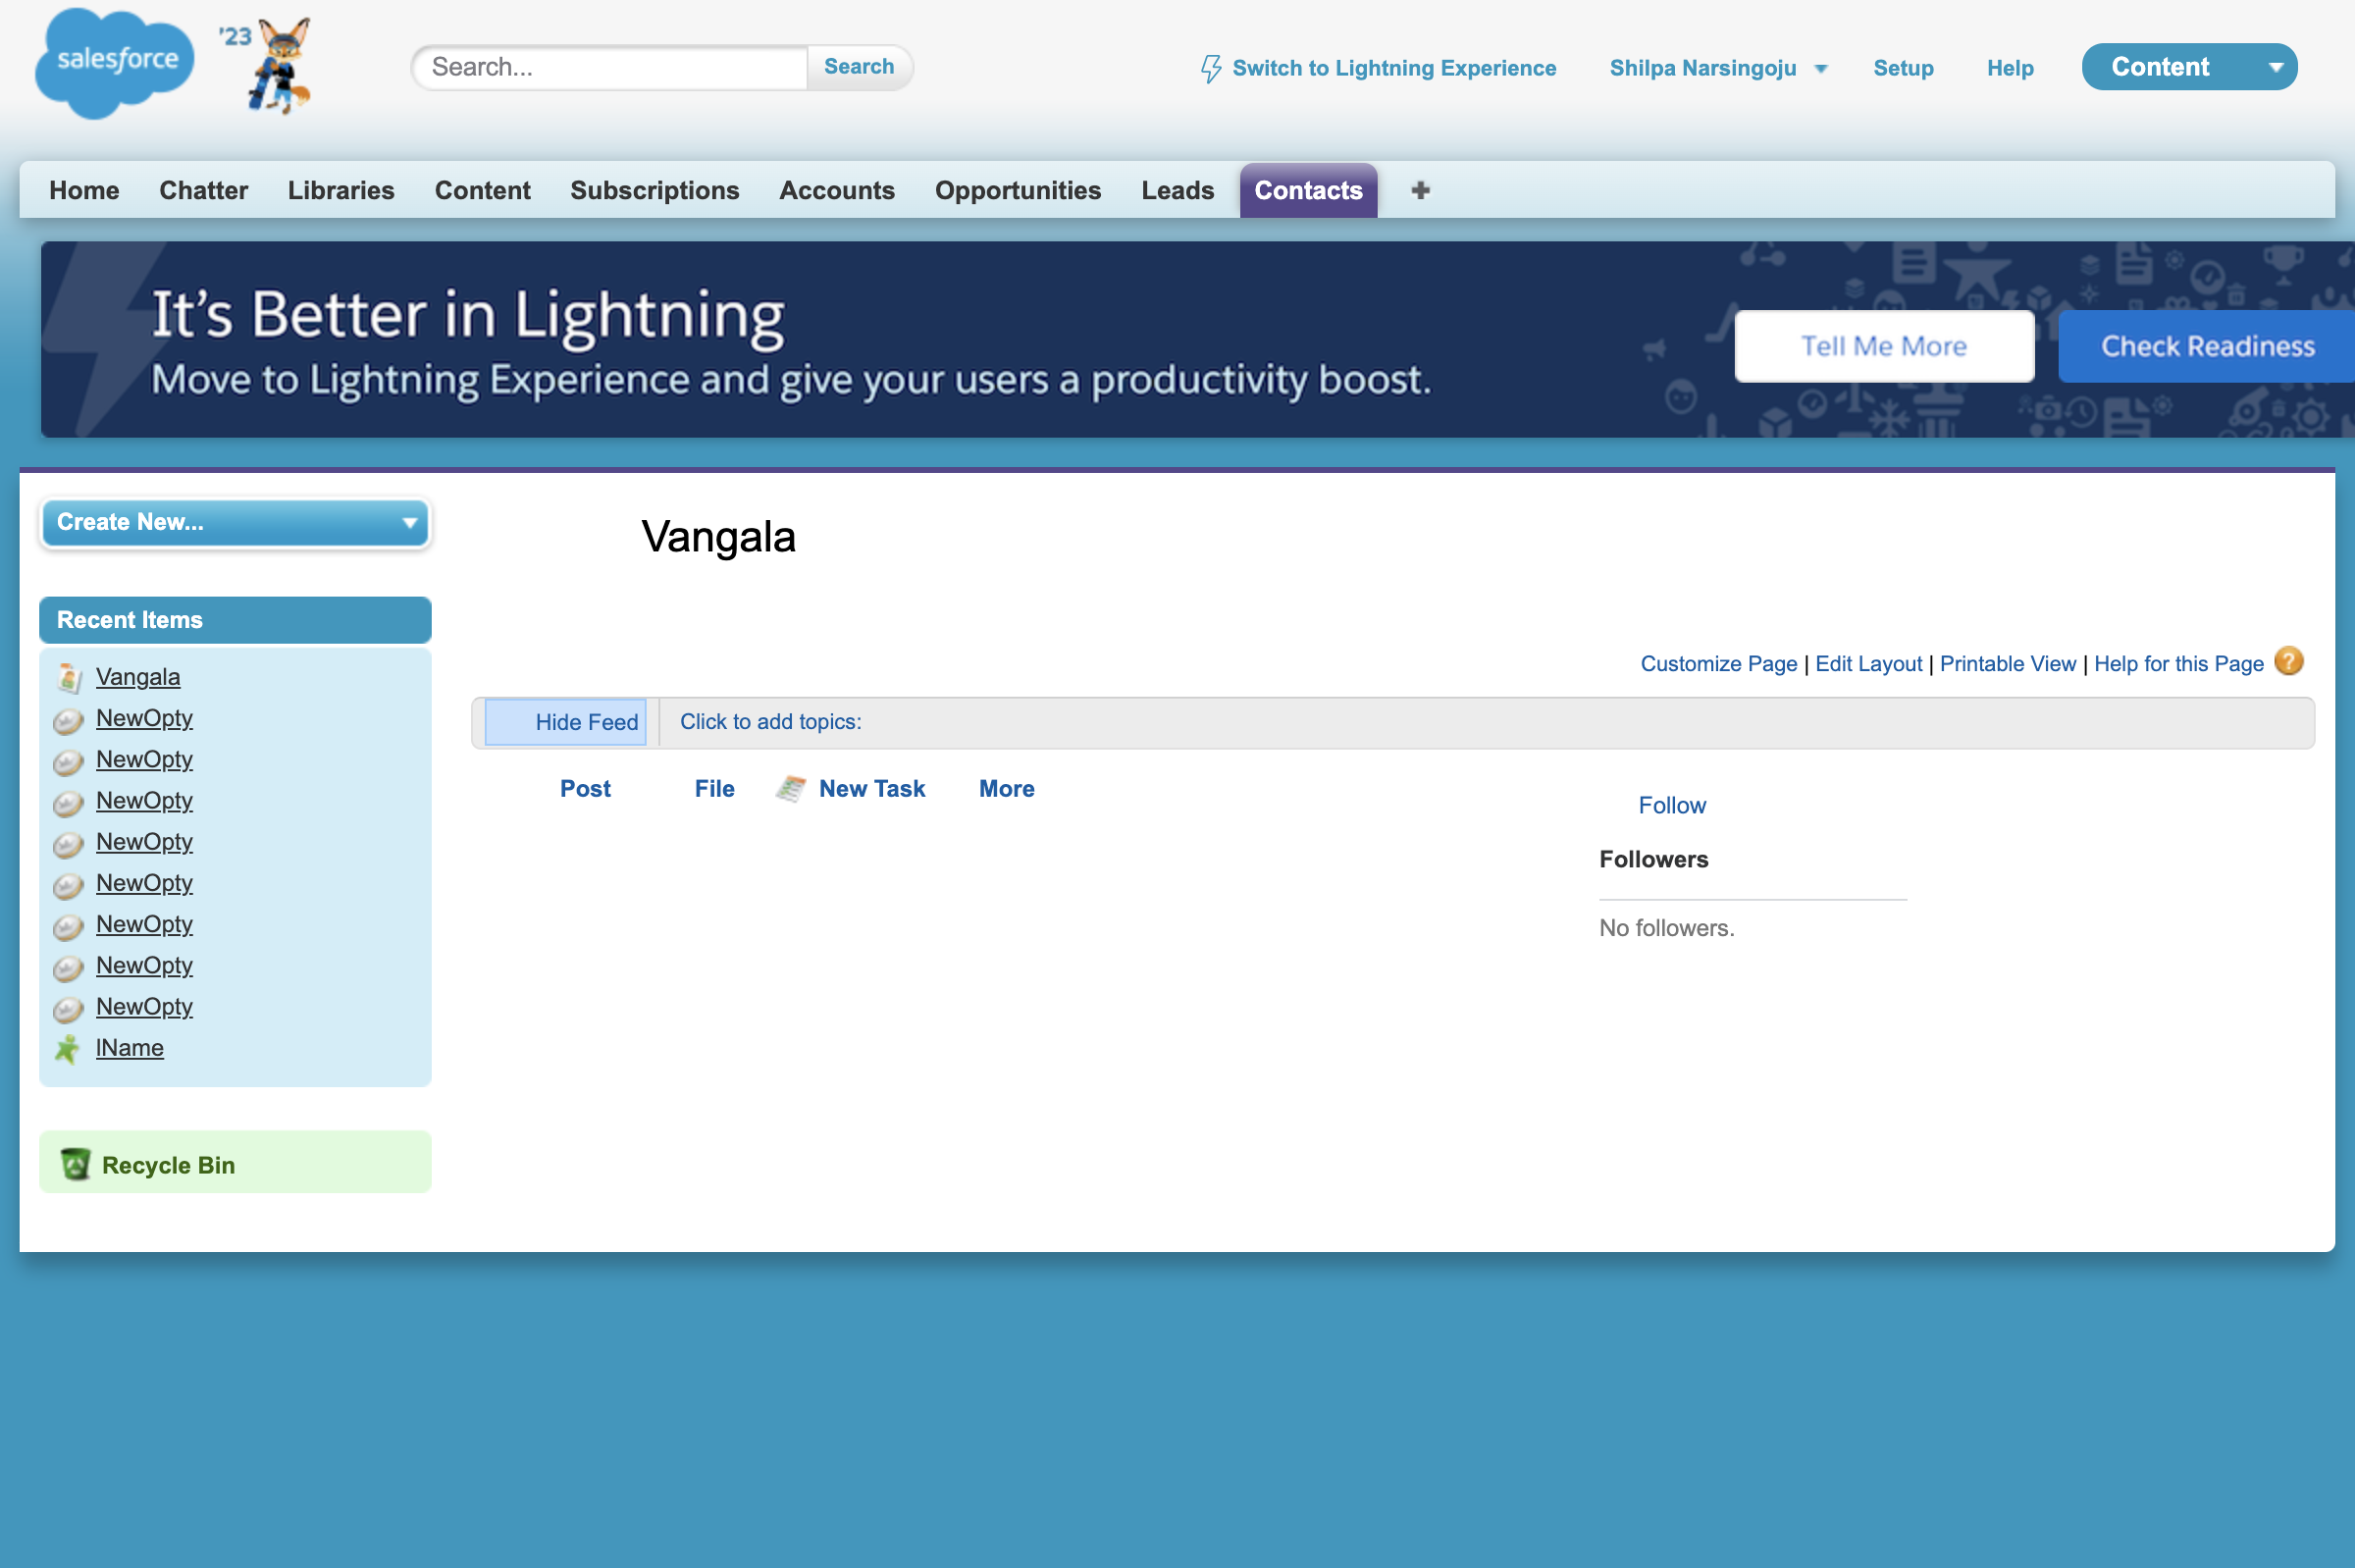 salesforce
'23
Search...
Search
Switch to Lightning Experience
Shilpa Narsingoju
Setup
Help
Content
Home
Chatter
Libraries
Content
Subscriptions
Accounts
Opportunities
Leads
Contacts
It's Better in Lightning
Move to Lightning Experience and give your users a productivity boost.
Tell Me More
Check Readiness
Create New...
Vangala
Recent Items
Vangala
NewOpty
NewOpty
NewOpty
NewOpty
NewOpty
NewOpty
NewOpty
NewOpty
lName
Recycle Bin
Customize Page | Edit Layout | Printable View | Help for this Page ?
Hide Feed
Click to add topics:
Post
File
New Task
More
Follow
Followers
No followers.